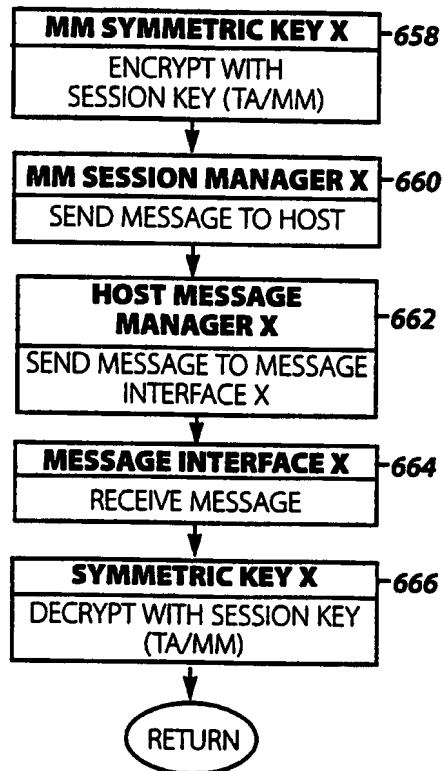 MM SYMMETRIC KEY X
658
ENCRYPT WITH
SESSION KEY (TA/MM)
MM SESSION MANAGER X
660
SEND MESSAGE TO HOST
HOST MESSAGE
MANAGER X
662
SEND MESSAGE TO MESSAGE
INTERFACE X
MESSAGE INTERFACE X
664
RECEIVE MESSAGE
SYMMETRIC KEY X
666
DECRYPT WITH SESSION KEY
(TA/MM)
RETURN